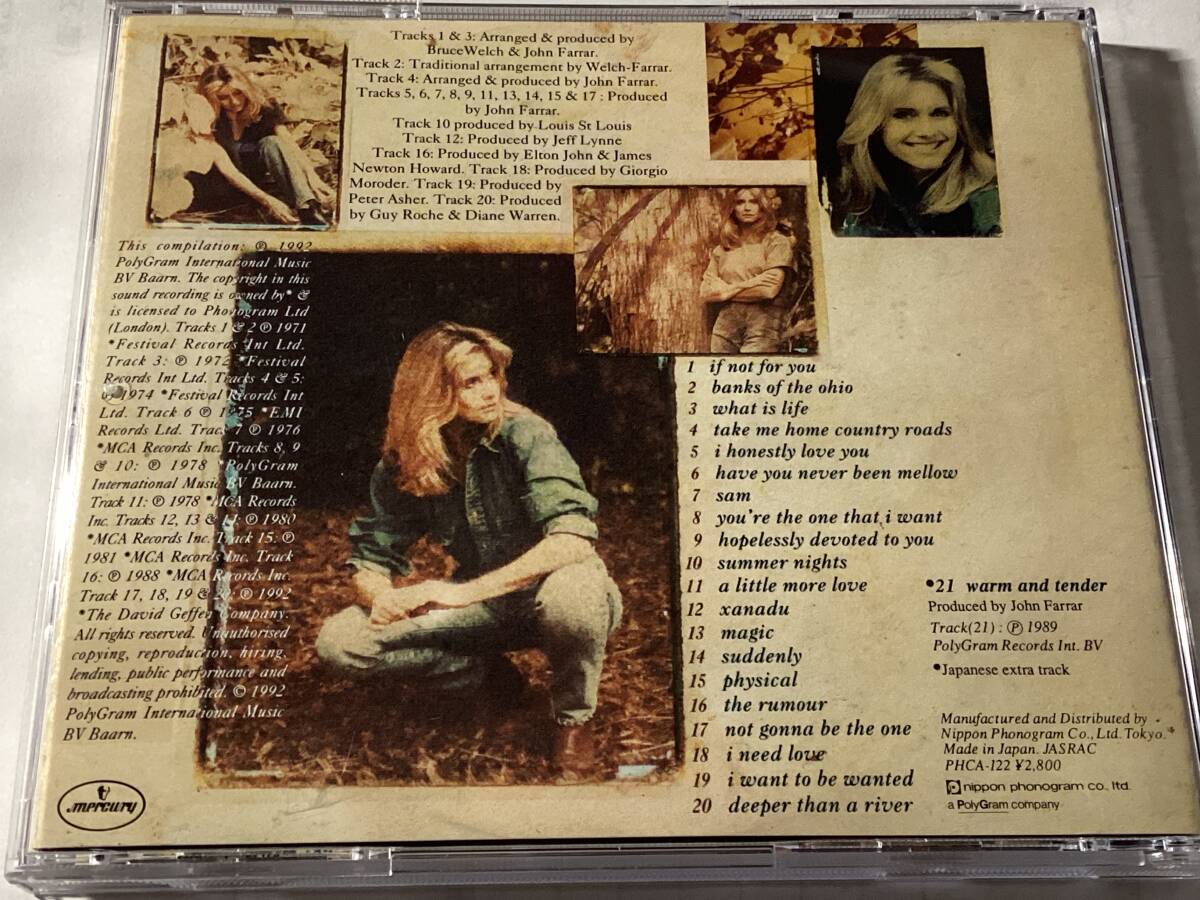 Tracks 1 & 3: Arranged & produced by
BruceWelch & John Farrar.
Track 2: Traditional arrangement by Welch-Farrar.
Track 4: Arranged & produced by John Farrar.
Tracks 5, 6, 7, 8, 9, 11, 13, 14, 15 & 17 : Produced
by John Farrar.
Track 10 produced by Louis St Louis
Track 12: Produced by Jeff Lynne
Track 16: Produced by Elton John & James
Newton Howard. Track 18: Produced by Giorgio
Moroder. Track 19: Produced by
Peter Asher. Track 20: Produced
by Guy Roche & Diane Warren.
This compilation: ℗ 1992
PolyGram International Music
BV Baarn. The copyright in this
sound recording is owned by* &
is licensed to Phonogram Ltd
(London). Tracks 1 & 2 ℗ 1971
*Festival Records Int Ltd.
Track 3: ℗ 1972 *Festival
Records Int Ltd. Tracks 4 & 5:
℗ 1974 *Festival Records Int
Ltd. Track 6 ℗ 1975 *EMI
Records Ltd. Track 7 ℗ 1976
*MCA Records Inc. Tracks 8, 9
& 10: ℗ 1978 *PolyGram
International Music BV Baarn.
Track 11: ℗ 1978 *MCA Records
Inc. Tracks 12, 13 & 14: ℗ 1980
*MCA Records Inc. Track 15: ℗
1981 *MCA Records Inc. Track
16: ℗ 1988 *MCA Records Inc.
Track 17, 18, 19 & 20: ℗ 1992
*The David Geffen Company.
All rights reserved. Unauthorised
copying, reproduction, hiring,
lending, public performance and
broadcasting prohibited. © 1992
PolyGram International Music
BV Baarn.
mercury
1 if not for you
2 banks of the ohio
3 what is life
4 take me home country roads
5 i honestly love you
6 have you never been mellow
7 sam
8 you're the one that i want
9 hopelessly devoted to you
10 summer nights
11 a little more love
12 xanadu
13 magic
14 suddenly
15 physical
16 the rumour
17 not gonna be the one
18 i need love
19 i want to be wanted
20 deeper than a river
*21 warm and tender
Produced by John Farrar
Track(21) : ℗ 1989
PolyGram Records Int. BV
*Japanese extra track
Manufactured and Distributed by
Nippon Phonogram Co., Ltd. Tokyo.
Made in Japan. JASRAC
PHCA-122 ¥2,800
nippon phonogram co., ltd.
a PolyGram company